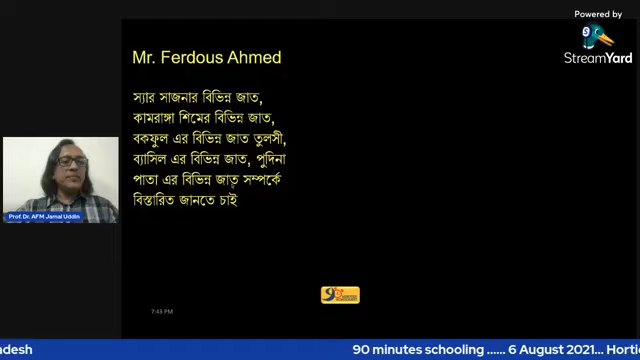 Powered by
StreamYard
Mr. Ferdous Ahmed
স্যার সাজনার বিভিন্ন জাত,
কামরাঙ্গা শিমের বিভিন্ন জাত,
বকফুল এর বিভিন্ন জাত তুলসী,
ব্যাসিল এর বিভিন্ন জাত, পুদিনা
পাতা এর বিভিন্ন জাত সম্পর্কে
বিস্তারিত জানতে চাই
Prof. Dr. AFM Jamal Uddin
7:43 PM
adesh 90 minutes schooling ...... 6 August 2021... Horti